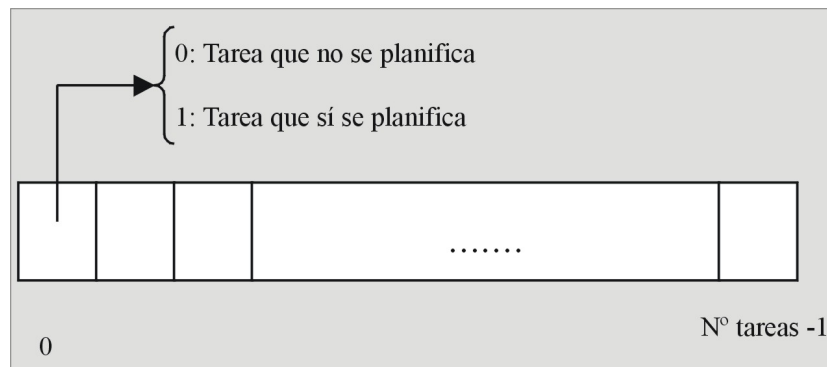 0: Tarea que no se planifica
1: Tarea que sí se planifica
.......
0
Nº tareas -1